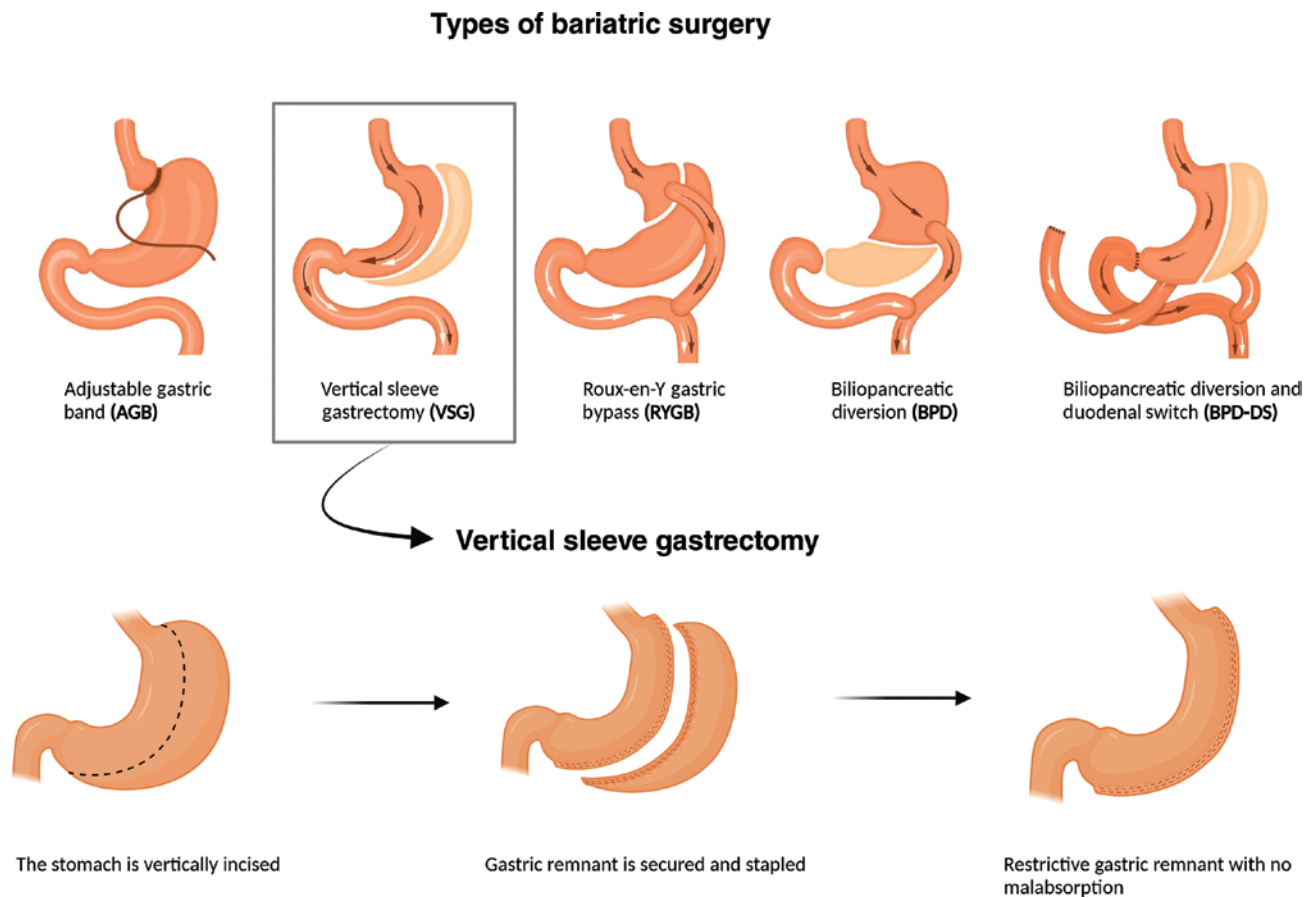 Types of bariatric surgery
Adjustable gastric
band (AGB)
Vertical sleeve
gastrectomy (VSG)
Roux-en-Y gastric
bypass (RYGB)
Biliopancreatic
diversion (BPD)
Biliopancreatic diversion and
duodenal switch (BPD-DS)
Vertical sleeve gastrectomy
The stomach is vertically incised
Gastric remnant is secured and stapled
Restrictive gastric remnant with no
malabsorption